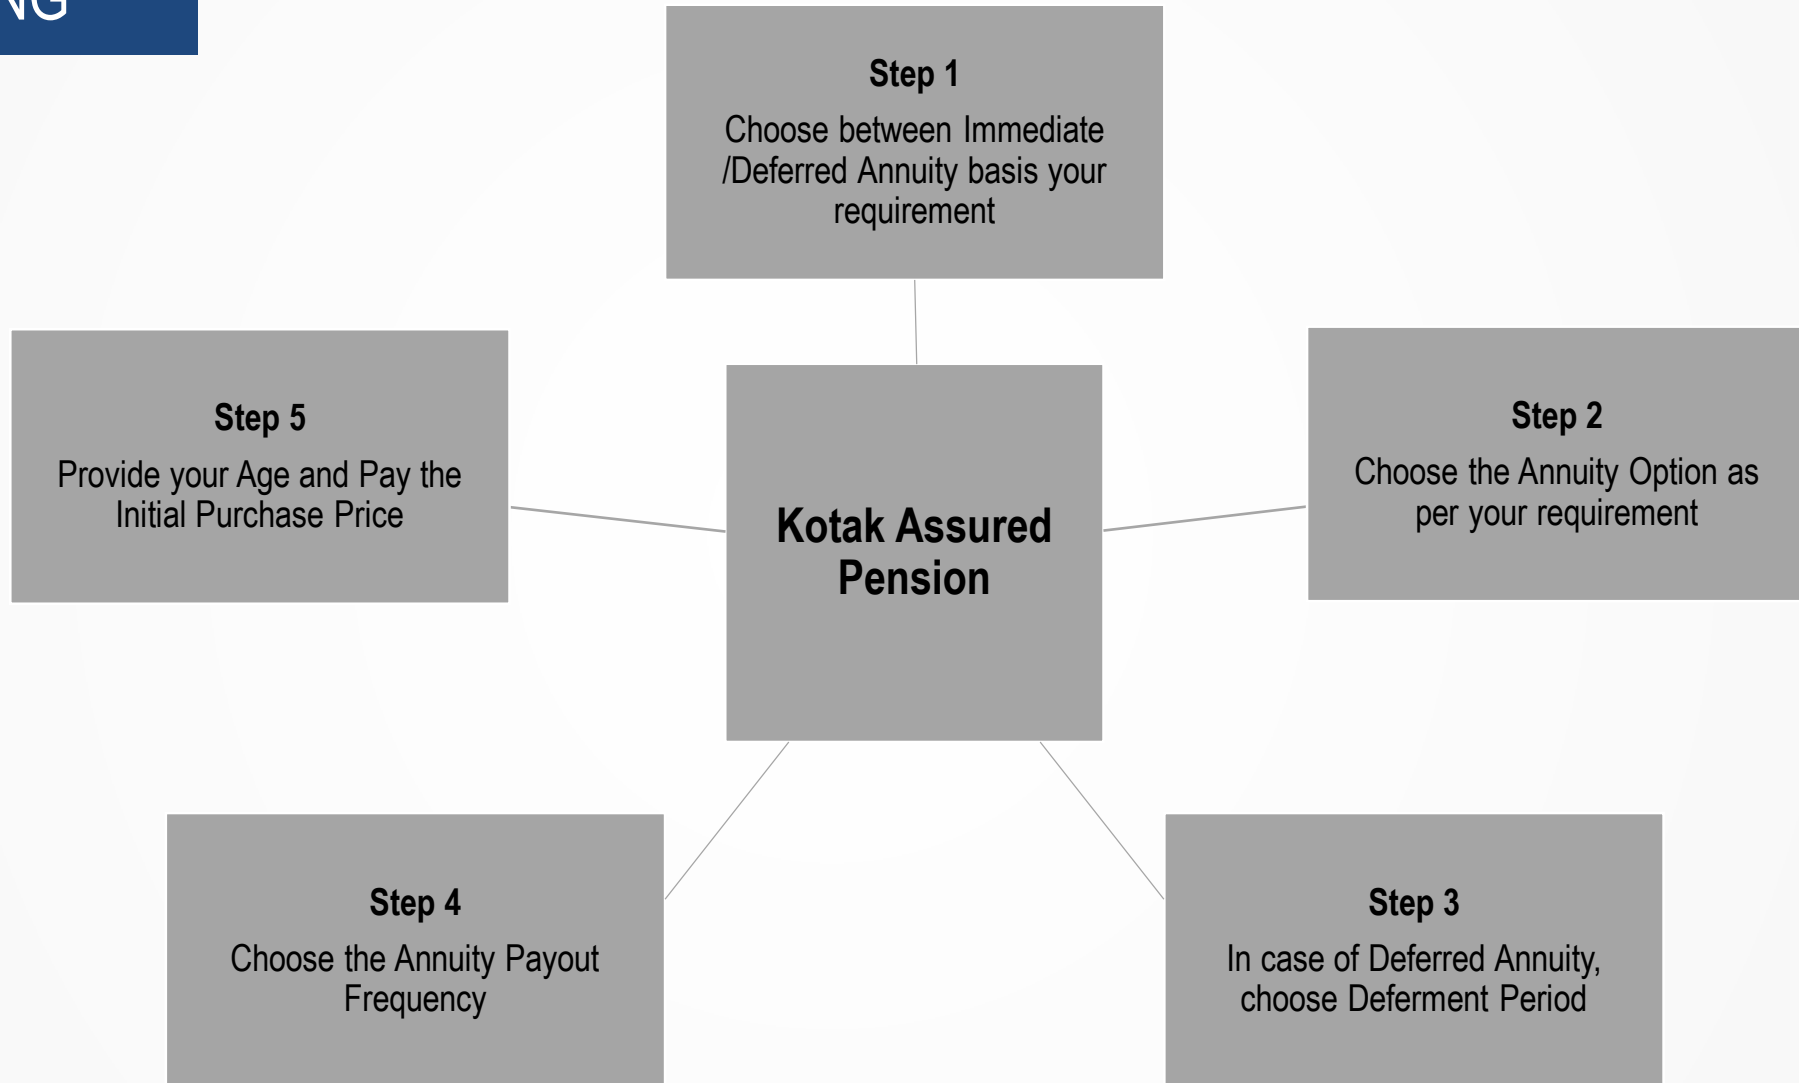 NG
Step 1
Choose between Immediate
/Deferred Annuity basis your
requirement
Step 2
Choose the Annuity Option as
per your requirement
Step 3
In case of Deferred Annuity,
choose Deferment Period
Step 4
Choose the Annuity Payout
Frequency
Step 5
Provide your Age and Pay the
Initial Purchase Price
Kotak Assured
Pension